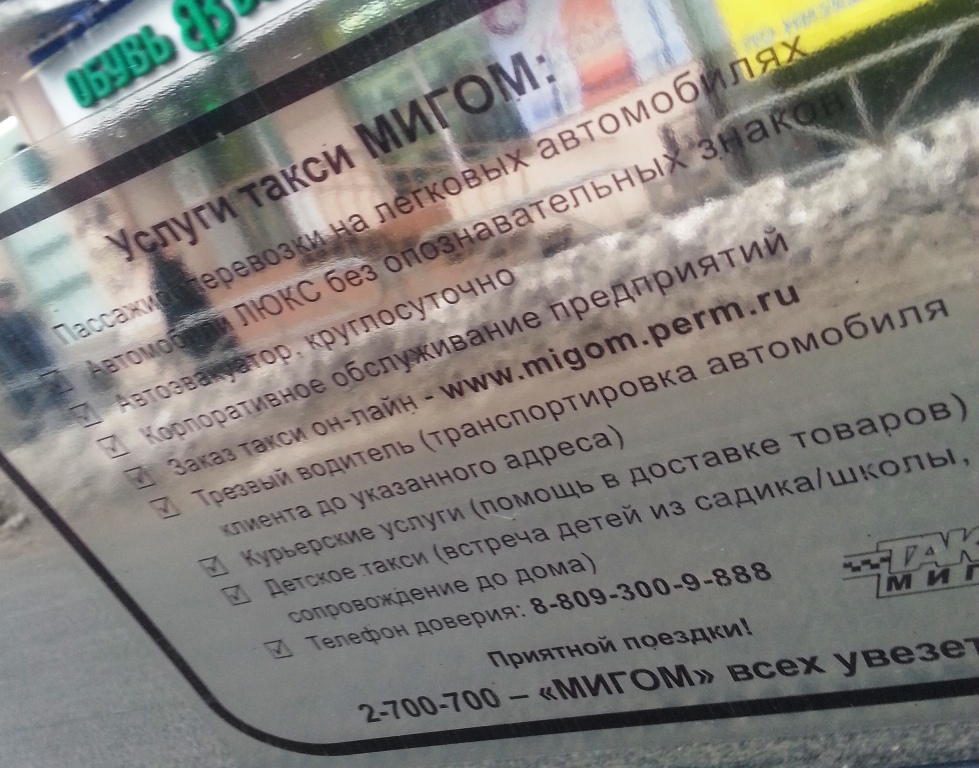 ОБУВЬ
Услуги такси МИГОМ:
Пассажирперевозки на легковых автомобилях
Автомобили ЛЮКС без опознавательных знаков
Автоэвакуатор, круглосуточно
Корпоративное обслуживание предприятий
Заказ такси он-лайн - www.migom.perm.ru
Трезвый водитель (транспортировка автомобиля
клиента до указанного адреса)
Курьерские услуги (помощь в доставке товаров)
Детское такси (встреча детей из садика/школы,
сопровождение до дома)
Телефон доверия: 8-809-300-9-888
ТАК
МИГ
Приятной поездки!
2-700-700 – «МИГОМ» всех увезет